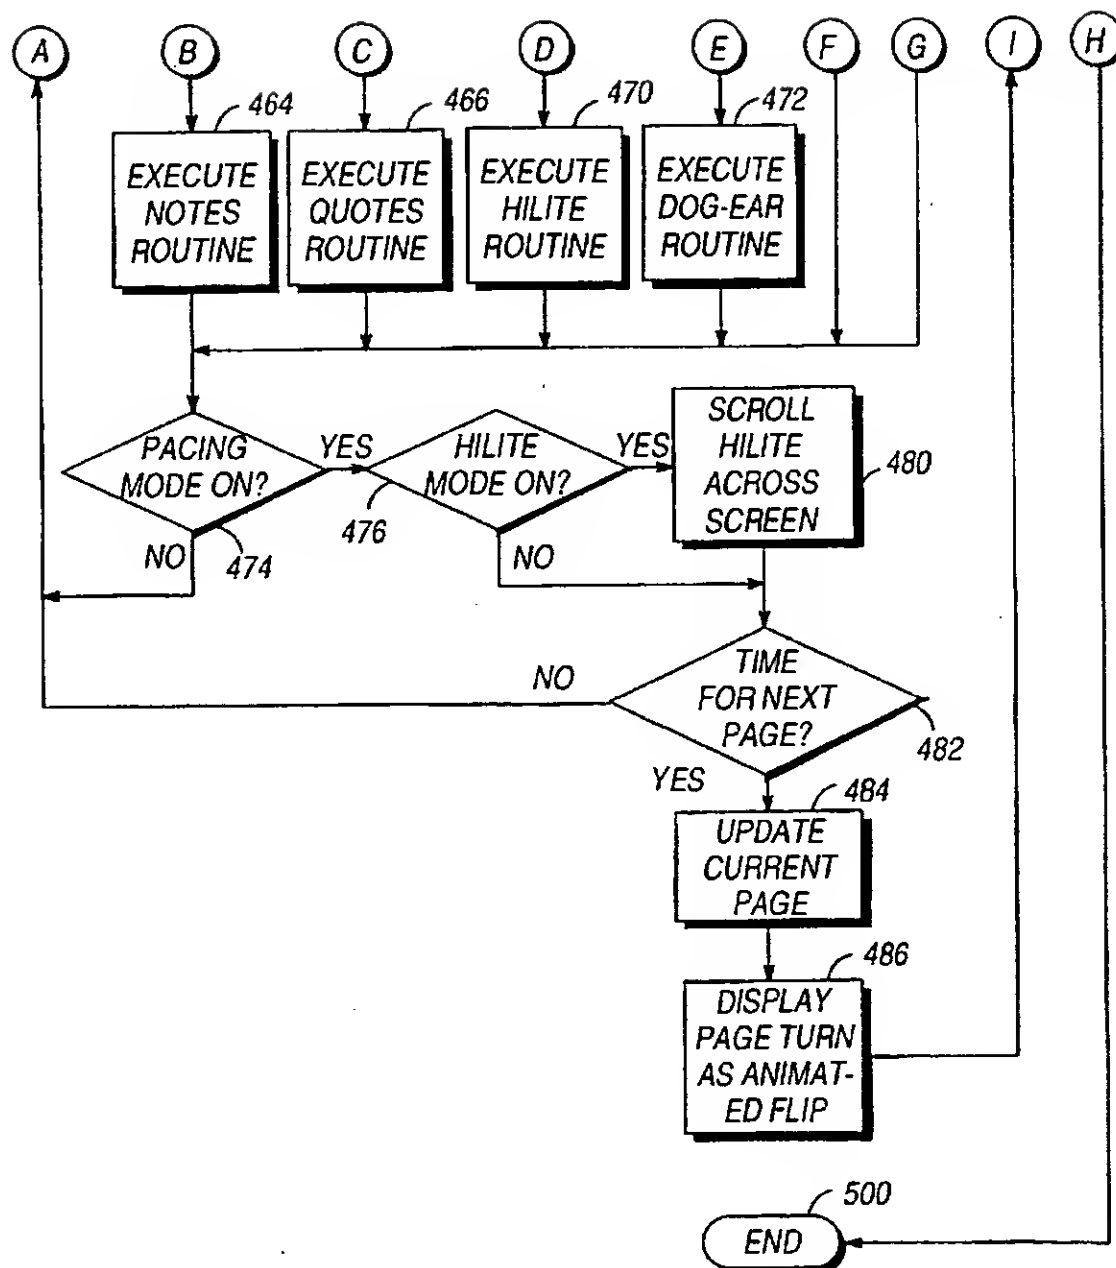 A B C D E F G I H
464 466 470 472
EXECUTE
NOTES
ROUTINE
EXECUTE
QUOTES
ROUTINE
EXECUTE
HILITE
ROUTINE
EXECUTE
DOG-EAR
ROUTINE
PACING
MODE ON?
YES
NO
474
HILITE
MODE ON?
YES
476
NO
SCROLL
HILITE
ACROSS
SCREEN
480
TIME
FOR NEXT
PAGE?
NO
482
YES
484
UPDATE
CURRENT
PAGE
486
DISPLAY
PAGE TURN
AS ANIMAT-
ED FLIP
500
END